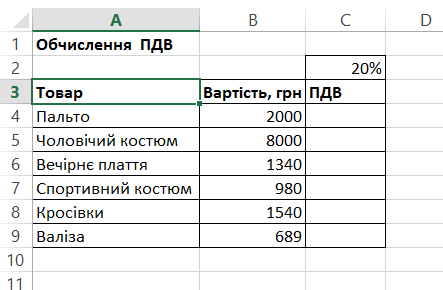 A B C D
1 Обчислення ПДВ
2 20%
3 Товар Вартість, грн ПДВ
4 Пальто 2000
5 Чоловічий костюм 8000
6 Вечірнє плаття 1340
7 Спортивний костюм 980
8 Кросівки 1540
9 Валіза 689
10
11